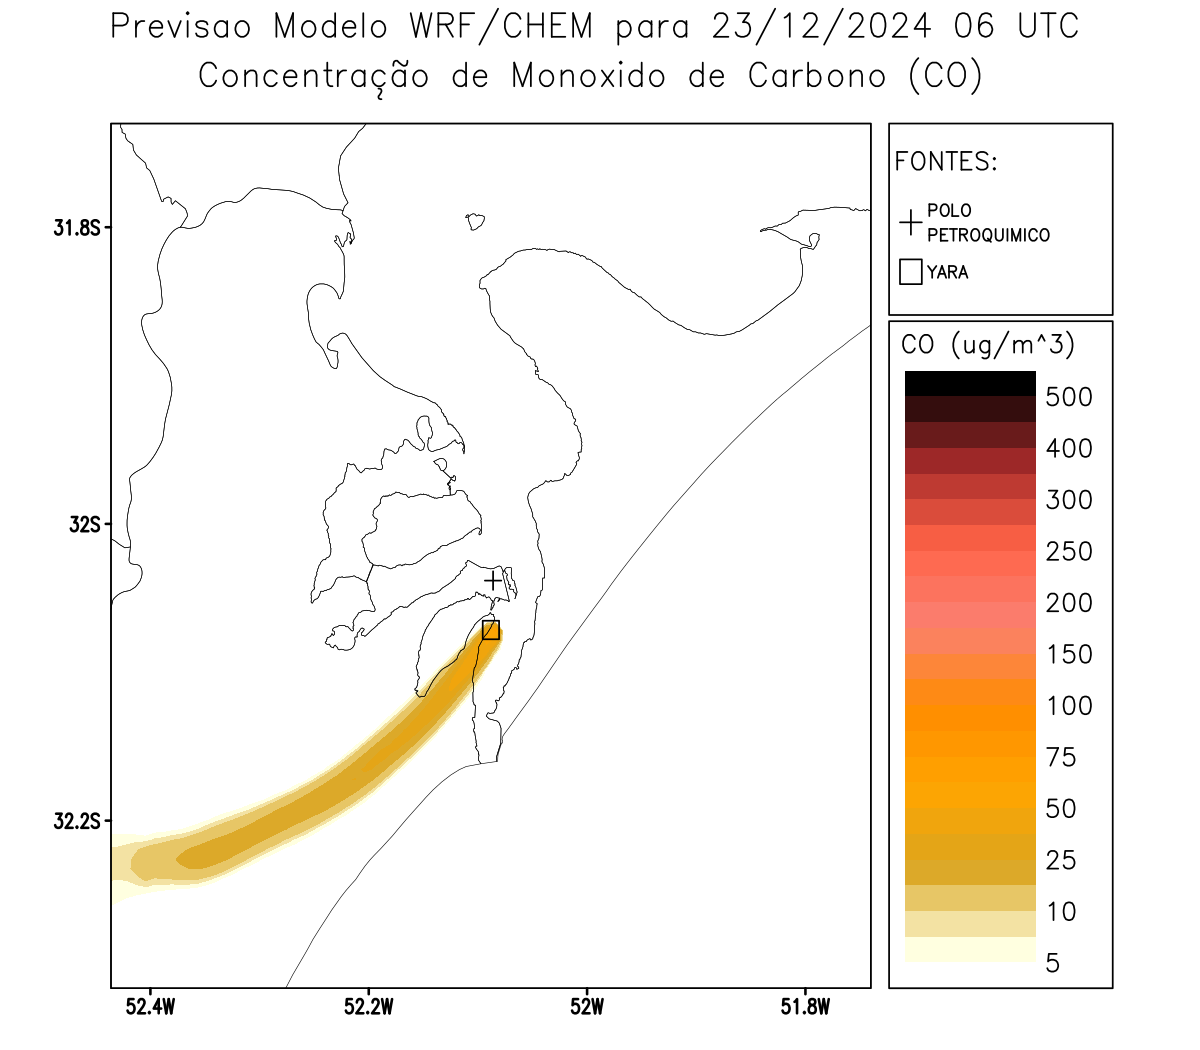 Previsao Modelo WRF/CHEM para 23/12/2024 06 UTC
Concentração de Monoxido de Carbono (CO)
FONTES:
POLO
PETROQUIMICO
YARA
CO (ug/m^3)
500
400
300
250
200
150
100
75
50
25
10
5
31.8S
32S
32.2S
52.4W
52.2W
52W
51.8W